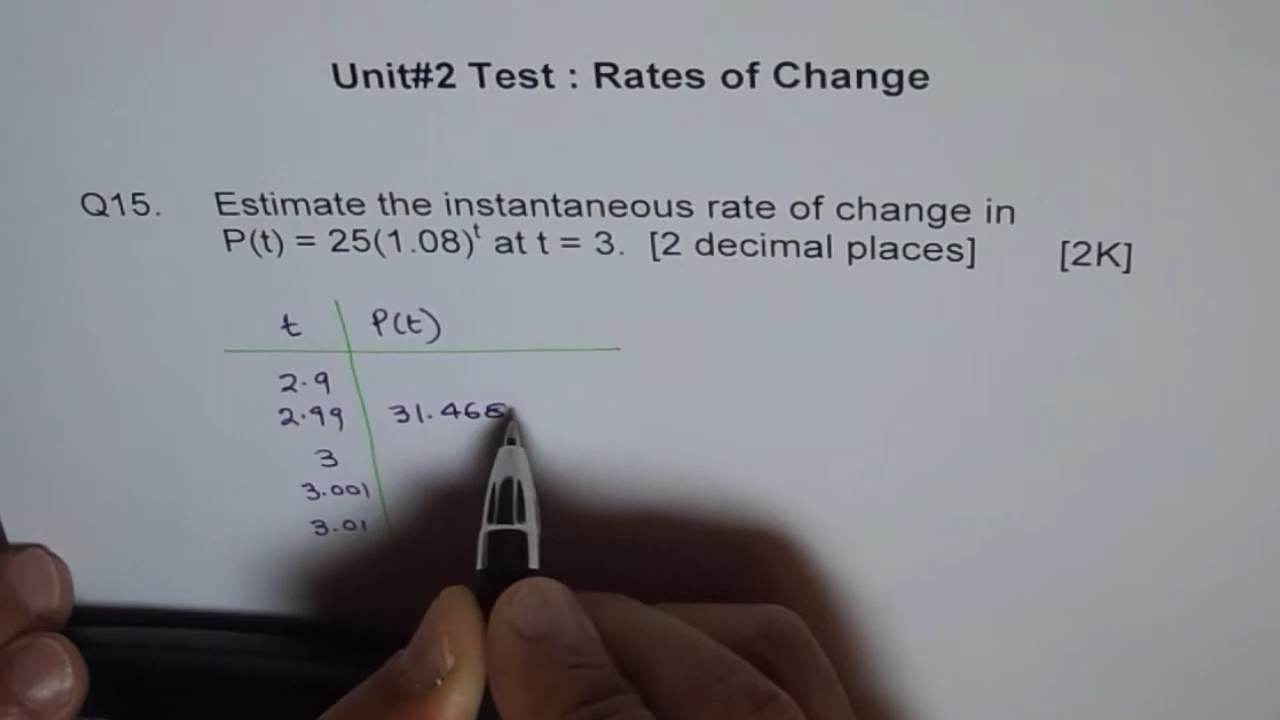 Unit#2 Test : Rates of Change
Q15. Estimate the instantaneous rate of change in
P(t) = 25(1.08)^t at t = 3. [2 decimal places] [2K]
t P(t)
2.9
2.99 31.468
3
3.001
3.01